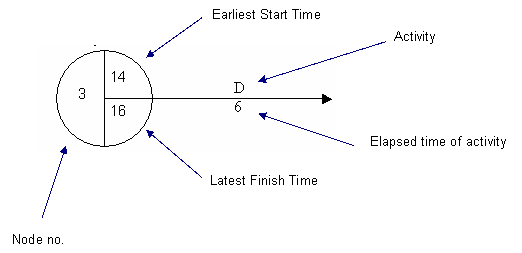 Earliest Start Time
Activity
14
3
D
16
6
Elapsed time of activity
Latest Finish Time
Node no.